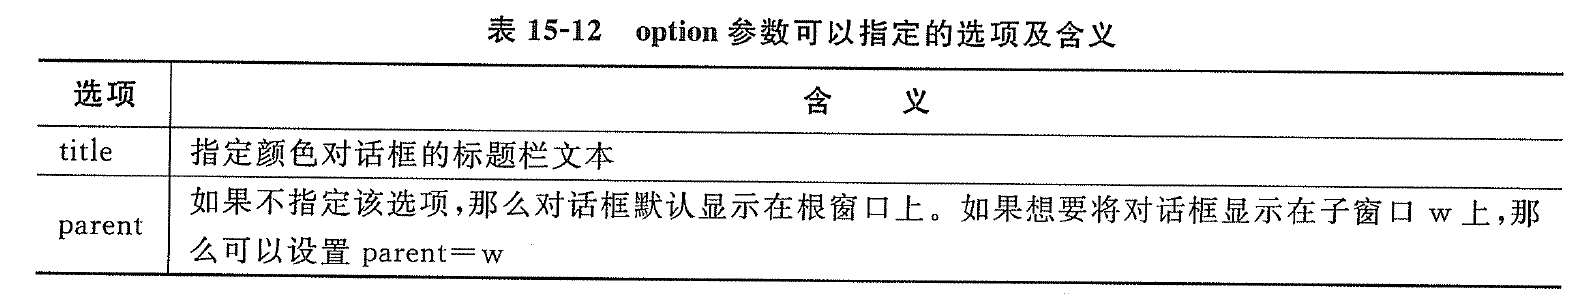 表 15-12 option 参数可以指定的选项及含义
选项 含 义
title 指定颜色对话框的标题栏文本
parent 如果不指定该选项,那么对话框默认显示在根窗口上。如果想要将对话框显示在子窗口 w 上,那
么可以设置 parent=w